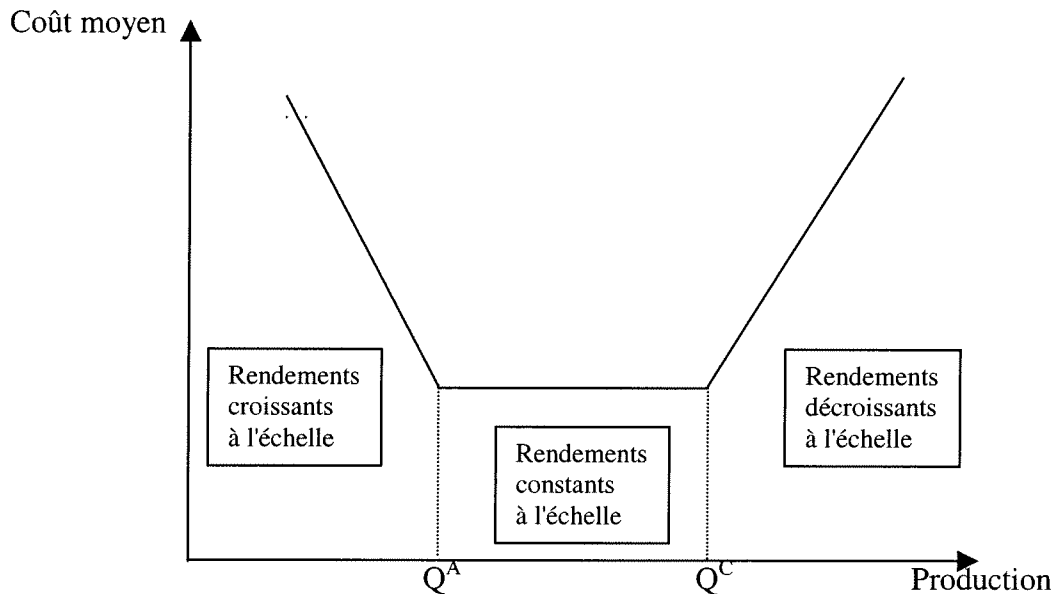 Coût moyen
Rendements
croissants
à l'échelle
Rendements
constants
à l'échelle
Rendements
décroissants
à l'échelle
Q^A
Q^C
Production